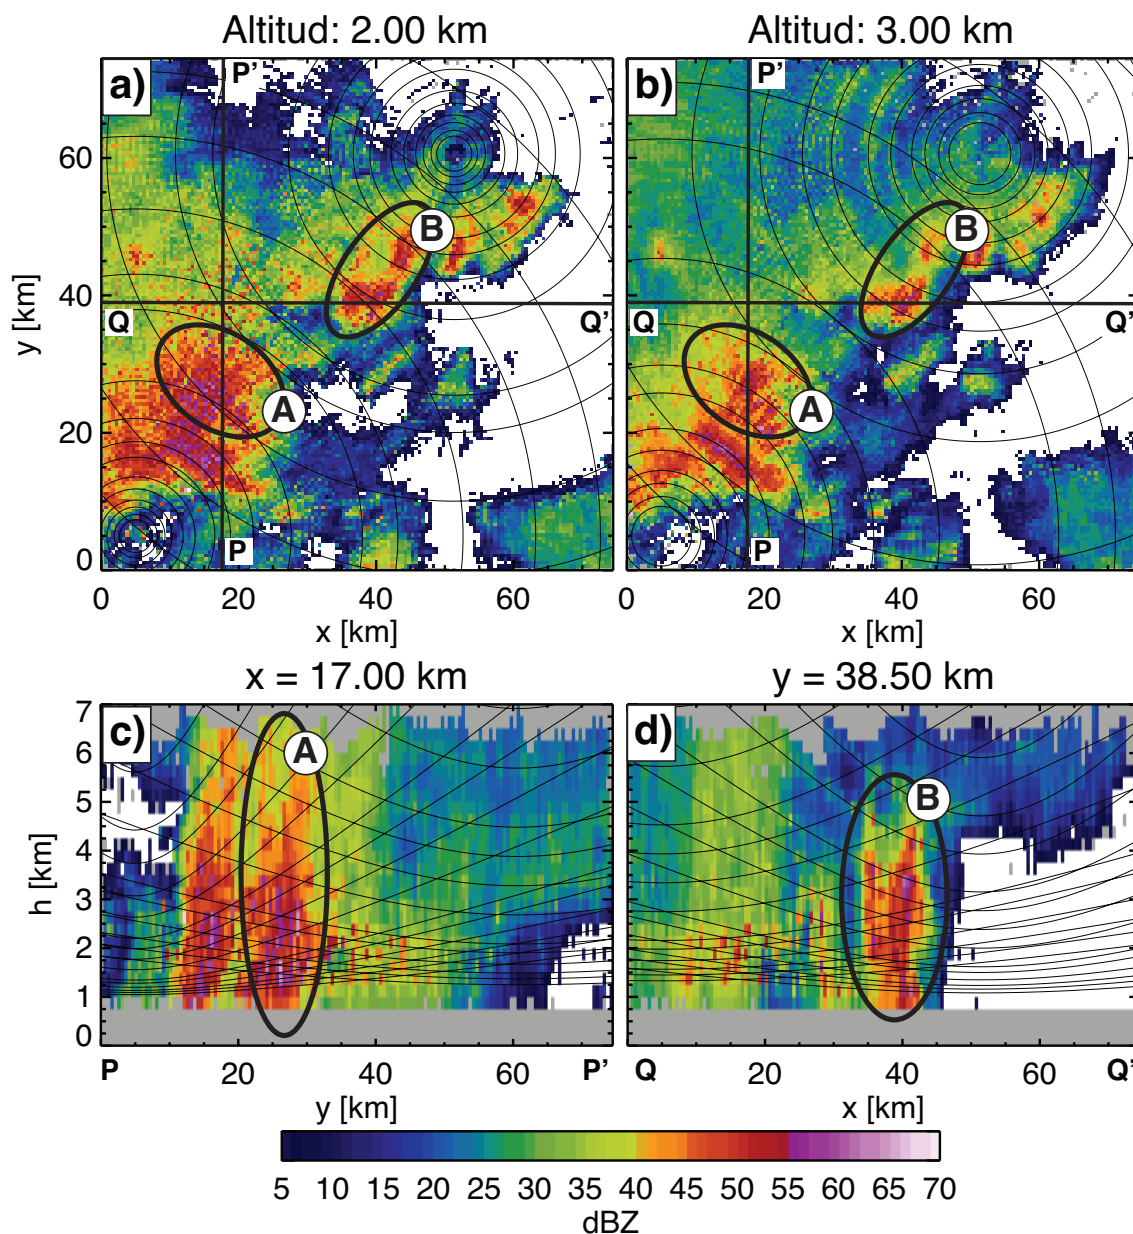 Altitud: 2.00 km
Altitud: 3.00 km
a)
P'
b)
P'
60
40
20
0
y [km]
B
B
Q
Q'
Q
Q'
A
A
P
P
0
20
40
60
0
20
40
60
x [km]
x [km]
x = 17.00 km
y = 38.50 km
7
6
5
4
3
2
1
0
h [km]
c)
A
d)
B
P
20
40
60
P'
Q
20
40
60
Q'
y [km]
x [km]
5 10 15 20 25 30 35 40 45 50 55 60 65 70
dBZ